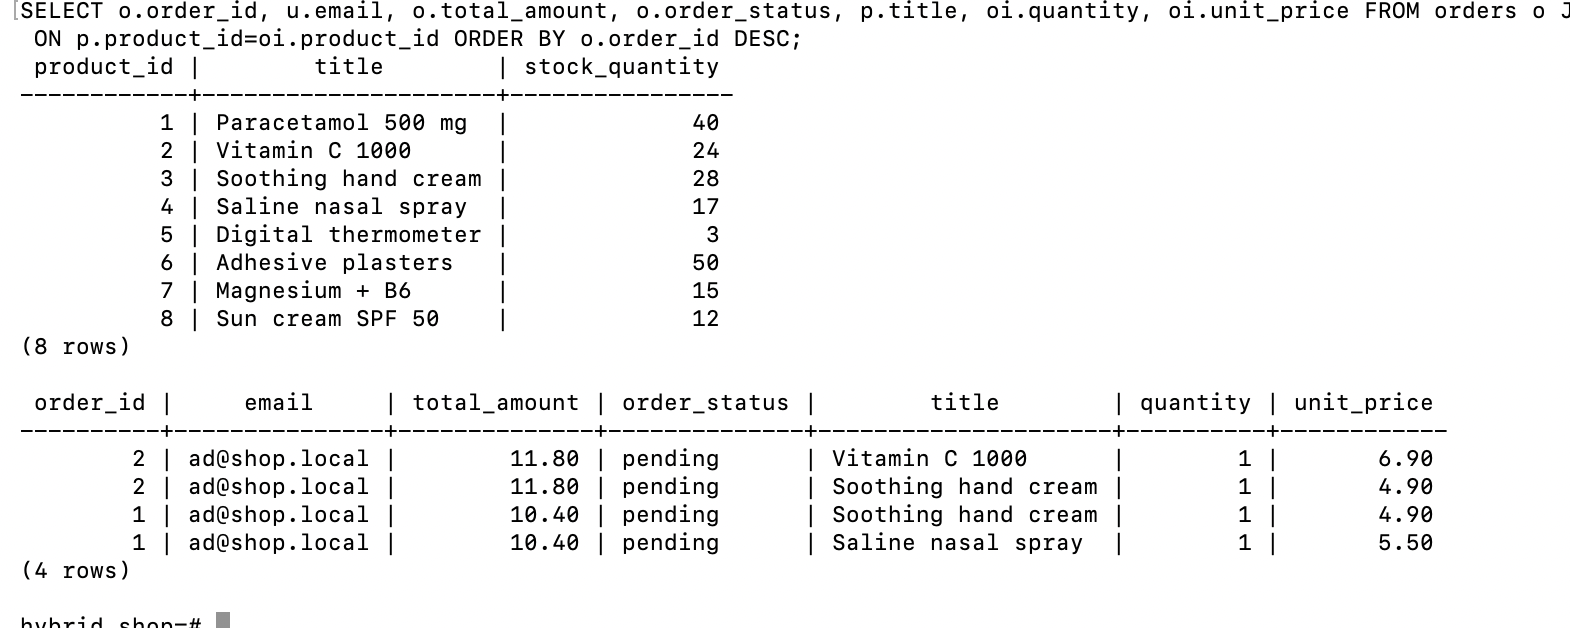 SELECT o.order_id, u.email, o.total_amount, o.order_status, p.title, oi.quantity, oi.unit_price FROM orders o
ON p.product_id=oi.product_id ORDER BY o.order_id DESC;
product_id | title | stock_quantity
------------+---------------------+----------------
1 | Paracetamol 500 mg | 40
2 | Vitamin C 1000 | 24
3 | Soothing hand cream | 28
4 | Saline nasal spray | 17
5 | Digital thermometer | 3
6 | Adhesive plasters | 50
7 | Magnesium + B6 | 15
8 | Sun cream SPF 50 | 12
(8 rows)
order_id | email | total_amount | order_status | title | quantity | unit_price
----------+---------------+--------------+--------------+---------------------+----------+------------
2 | ad@shop.local | 11.80 | pending | Vitamin C 1000 | 1 | 6.90
2 | ad@shop.local | 11.80 | pending | Soothing hand cream | 1 | 4.90
1 | ad@shop.local | 10.40 | pending | Soothing hand cream | 1 | 4.90
1 | ad@shop.local | 10.40 | pending | Saline nasal spray | 1 | 5.50
(4 rows)
hybrid_shop=#